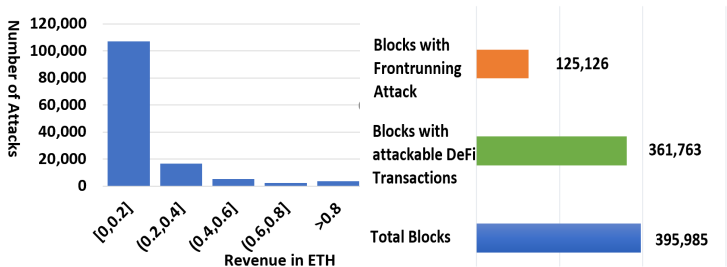 Number of Attacks
120,000
100,000
80,000
60,000
40,000
20,000
0
[0,0.2]
(0.2,0.4]
(0.4,0.6]
(0.6,0.8]
>0.8
Revenue in ETH
Blocks with
Frontrunning
Attack
125,126
Blocks with
attackable DeFi
Transactions
361,763
Total Blocks
395,985